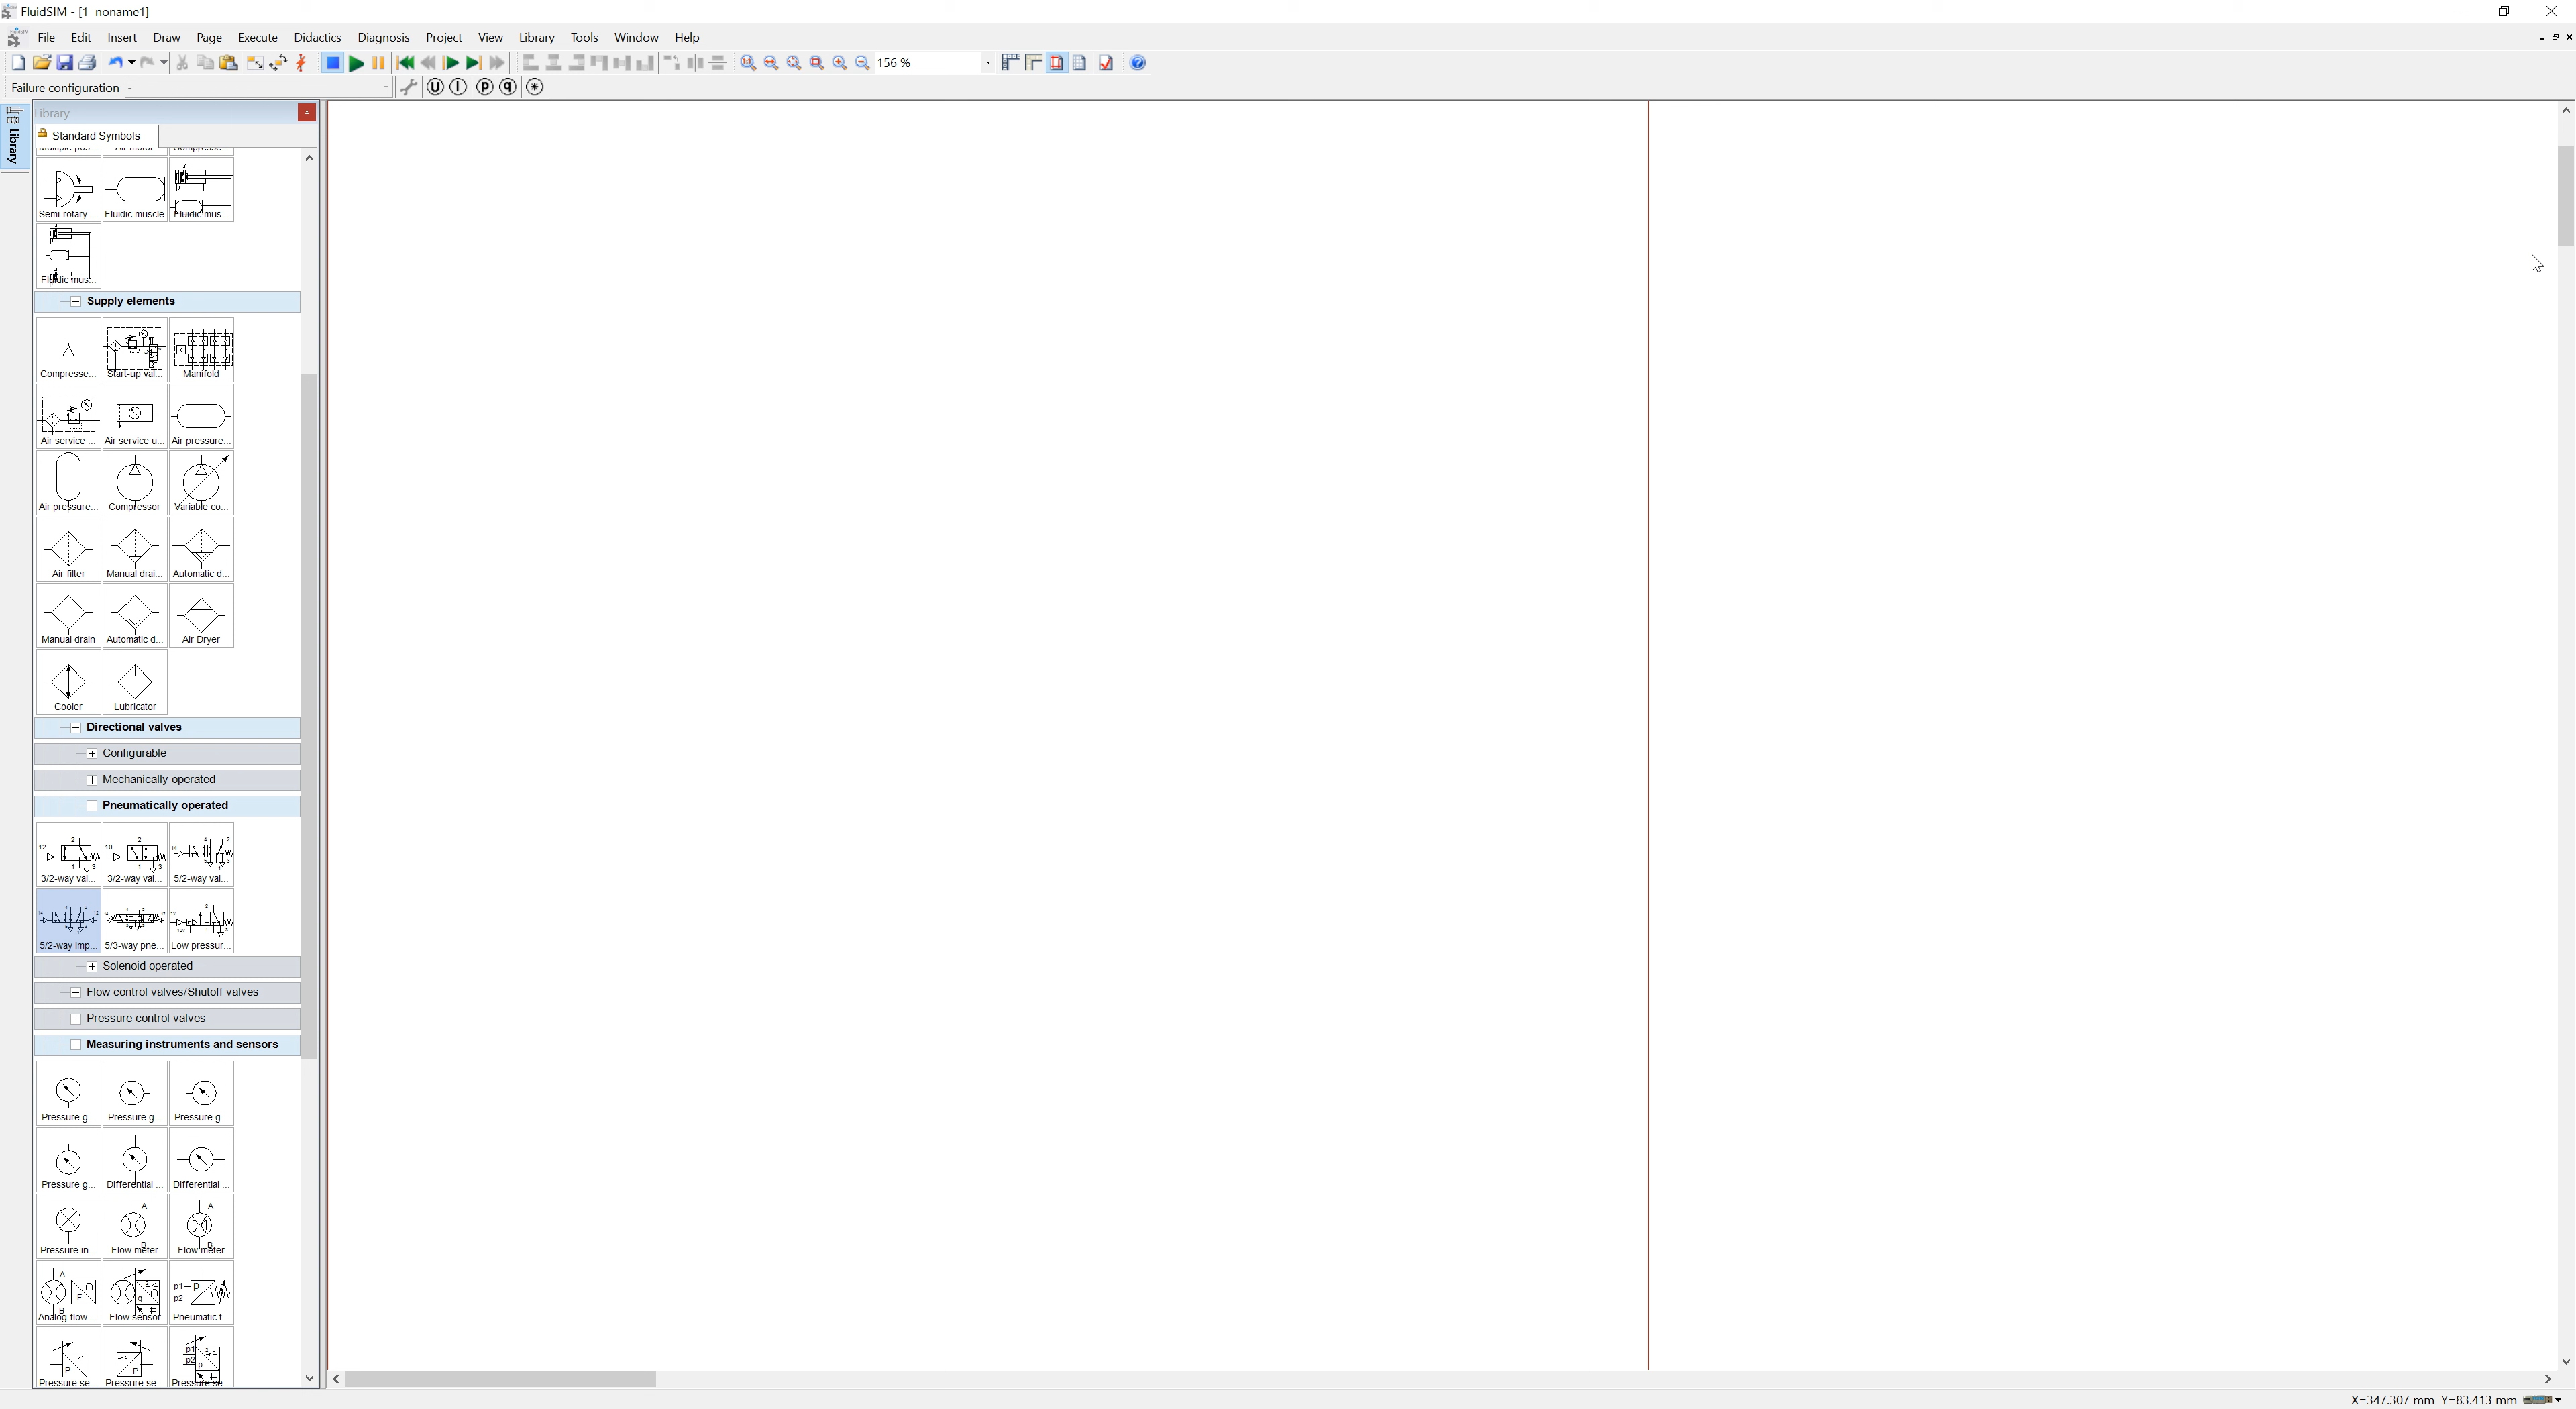 FluidSIM - [1 noname1]
File Edit Insert Draw Page Execute Didactics Diagnosis Project View Library Tools Window Help
156 %
Failure configuration -
Library
Library
Standard Symbols
Semi-rotary ... Fluidic muscle Fluidic mus...
Fluidic mus...
Supply elements
Compresse... Start-up val... Manifold
Air service ... Air service u... Air pressure...
Air pressure... Compressor Variable co...
Air filter Manual drai... Automatic d...
Manual drain Automatic d... Air Dryer
Cooler Lubricator
Directional valves
Configurable
Mechanically operated
Pneumatically operated
3/2-way val... 3/2-way val... 5/2-way val...
5/2-way imp... 5/3-way pne... Low pressur...
Solenoid operated
Flow control valves/Shutoff valves
Pressure control valves
Measuring instruments and sensors
Pressure g... Pressure g... Pressure g...
Pressure g... Differential ... Differential ...
Pressure in... Flow meter Flow meter
Analog flow ... Flow sensor Pneumatic t...
Pressure se... Pressure se... Pressure se...
X=347.307 mm Y=83.413 mm